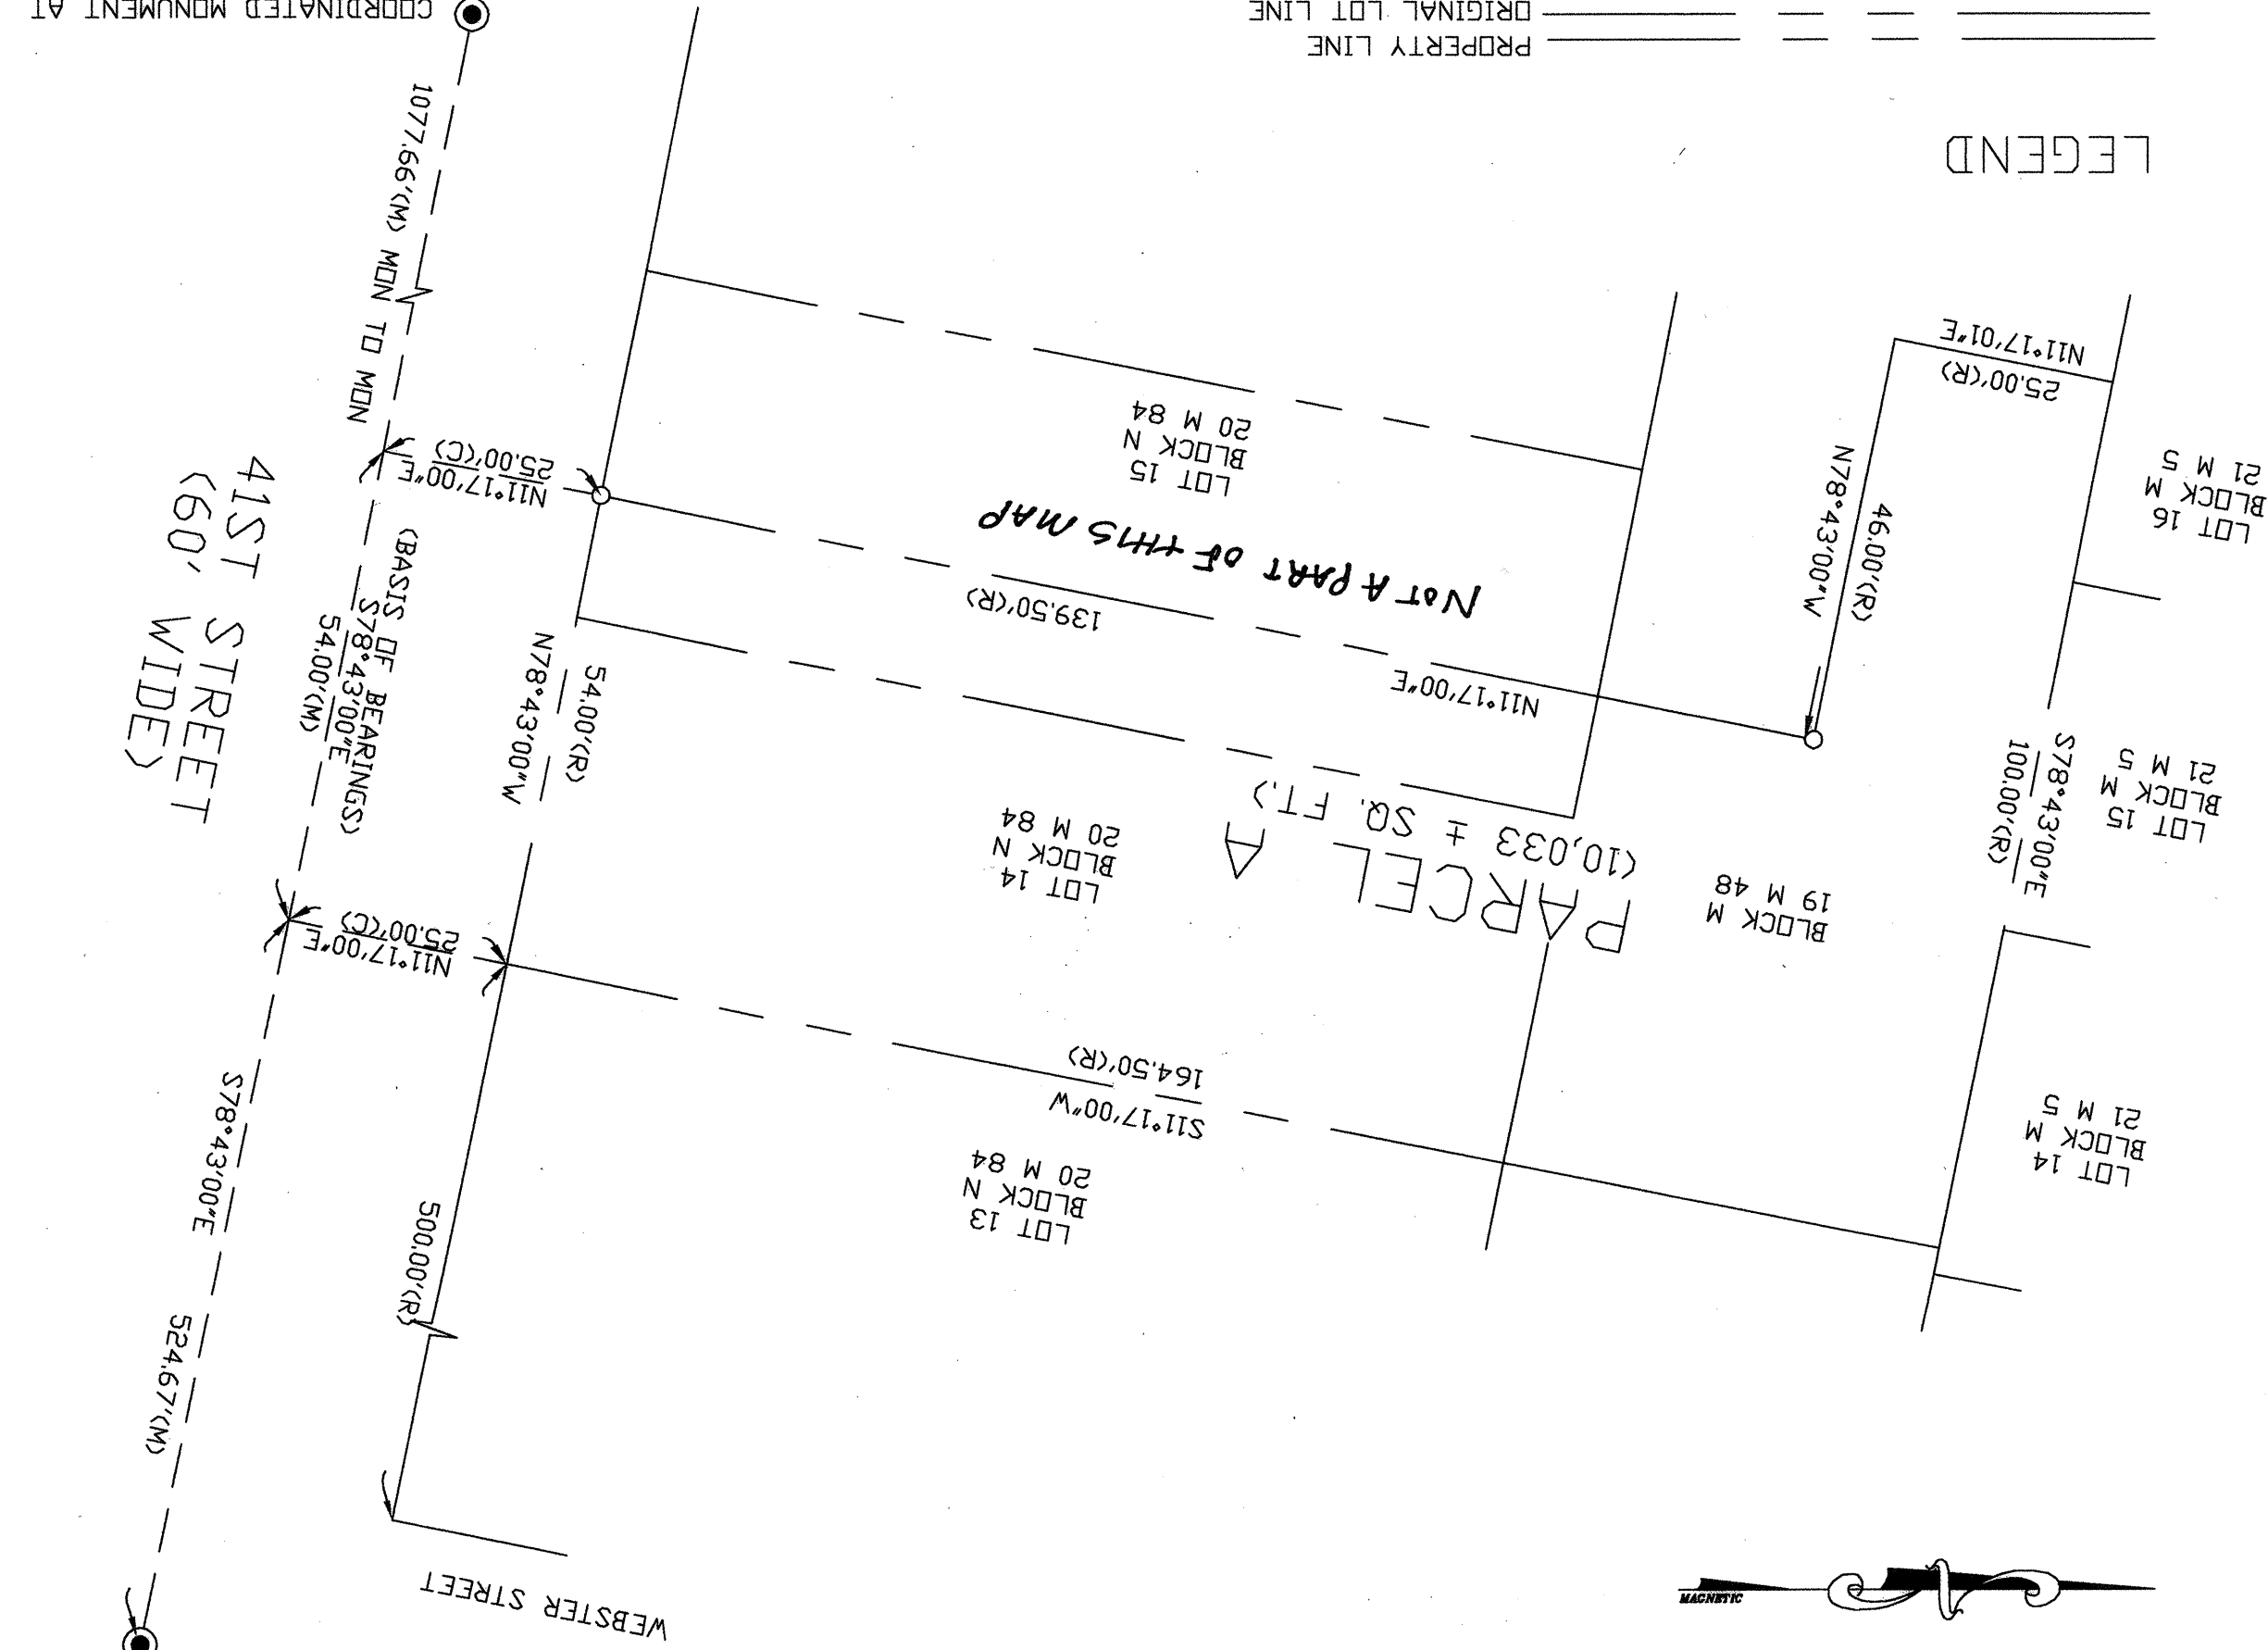 WEBSTER STREET
MAGNETIC
524.67'(M)
S78°43'00"E
500.00'(R)
LOT 13
BLOCK N
20 M 84
LOT 14
BLOCK M
21 M 5
S11°17'00"W
164.50'(R)
N11°17'00"E
25.00'(C)
BLOCK M
19 M 48
PARCEL A
(10,033 ± SQ. FT.)
LOT 14
BLOCK N
20 M 84
LOT 15
BLOCK M
21 M 5
S78°43'00"E
100.00'(R)
54.00'(R)
N78°43'00"W
41ST STREET
(60' WIDE)
(BASIS OF BEARINGS)
S78°43'00"E
54.00'(M)
N11°17'00"E
139.50'(R)
NOT A PART OF THIS MAP
LOT 15
BLOCK N
20 M 84
46.00'(R)
N78°43'00"W
LOT 16
BLOCK M
21 M 5
N11°17'00"E
25.00'(C)
25.00'(R)
N11°17'01"E
1077.66'(M) MON TO MON
LEGEND
PROPERTY LINE
ORIGINAL LOT LINE
COORDINATED MONUMENT AT